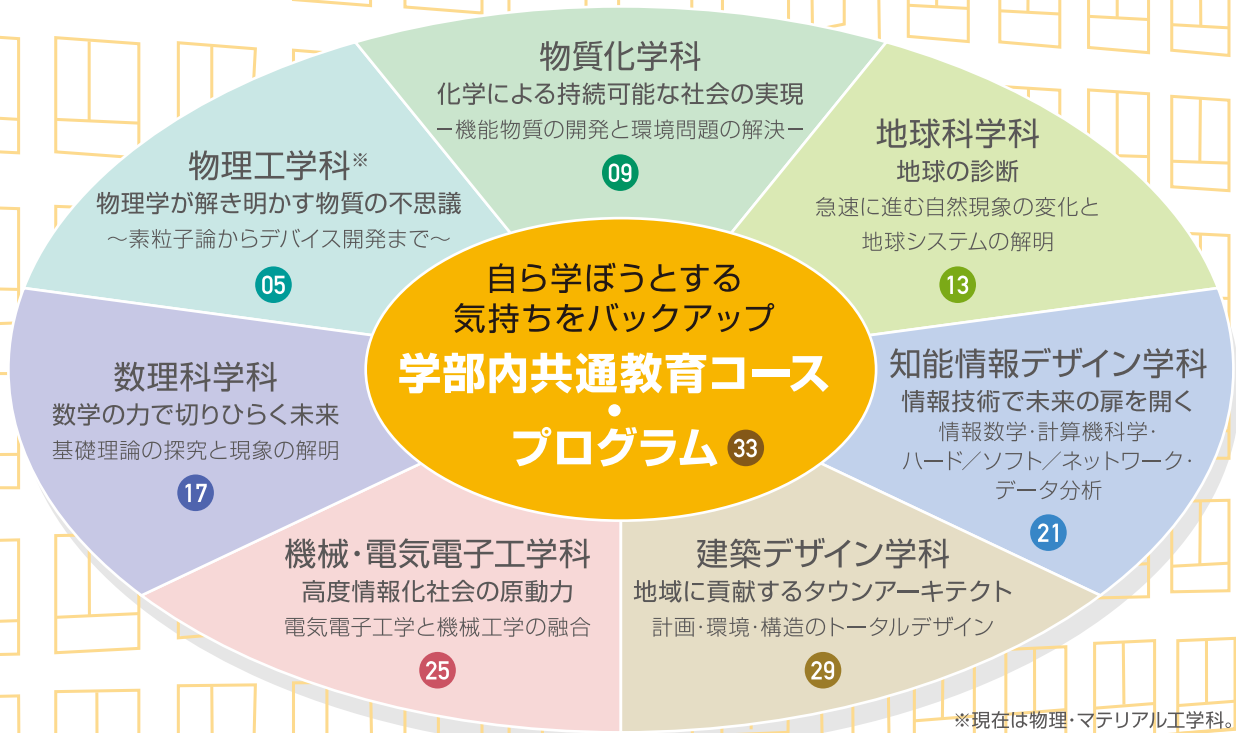 物質化学科
化学による持続可能な社会の実現
−機能物質の開発と環境問題の解決−
09
地球科学科
地球の診断
急速に進む自然現象の変化と
地球システムの解明
13
物理工学科※
物理学が解き明かす物質の不思議
〜素粒子論からデバイス開発まで〜
05
自ら学ぼうとする
気持ちをバックアップ
学部内共通教育コース
・
プログラム 33
数理科学科
数学の力で切りひらく未来
基礎理論の探究と現象の解明
17
知能情報デザイン学科
情報技術で未来の扉を開く
情報数学・計算機科学・
ハード／ソフト／ネットワーク・
データ分析
21
機械・電気電子工学科
高度情報化社会の原動力
電気電子工学と機械工学の融合
25
建築デザイン学科
地域に貢献するタウンアーキテクト
計画・環境・構造のトータルデザイン
29
※現在は物理・マテリアル工学科。